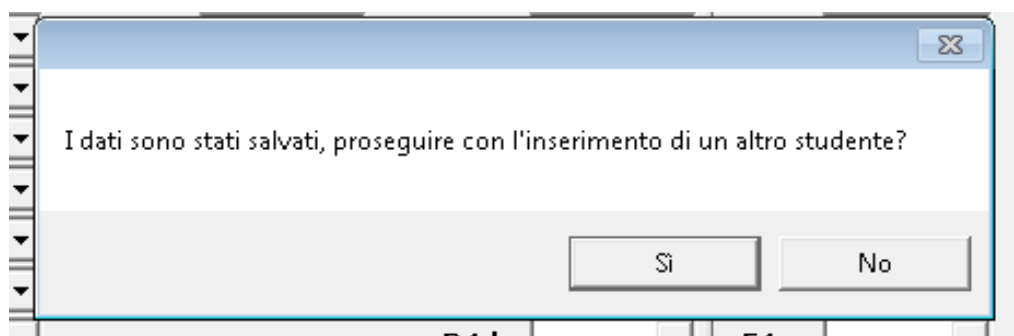 I dati sono stati salvati, proseguire con l'inserimento di un altro studente?
Sì
No